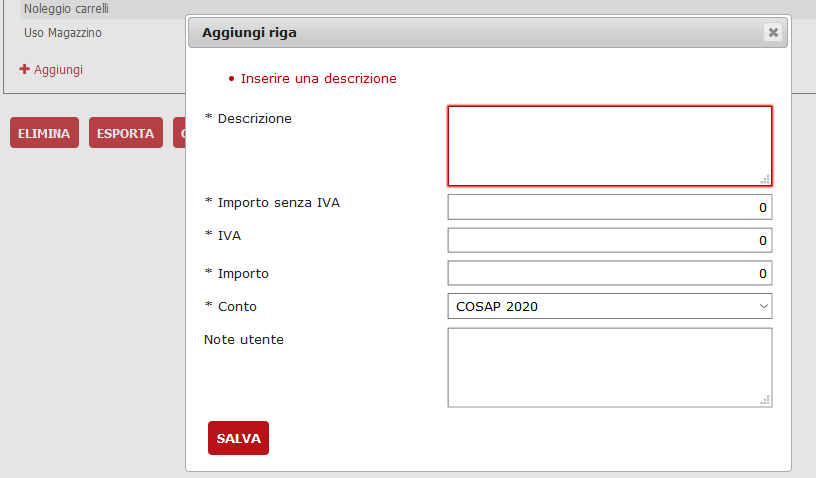 Noleggio carrelli
Uso Magazzino
Aggiungi
ELIMINA
ESPORTA
Aggiungi riga
Inserire una descrizione
* Descrizione
* Importo senza IVA
0
* IVA
0
* Importo
0
* Conto
COSAP 2020
Note utente
SALVA